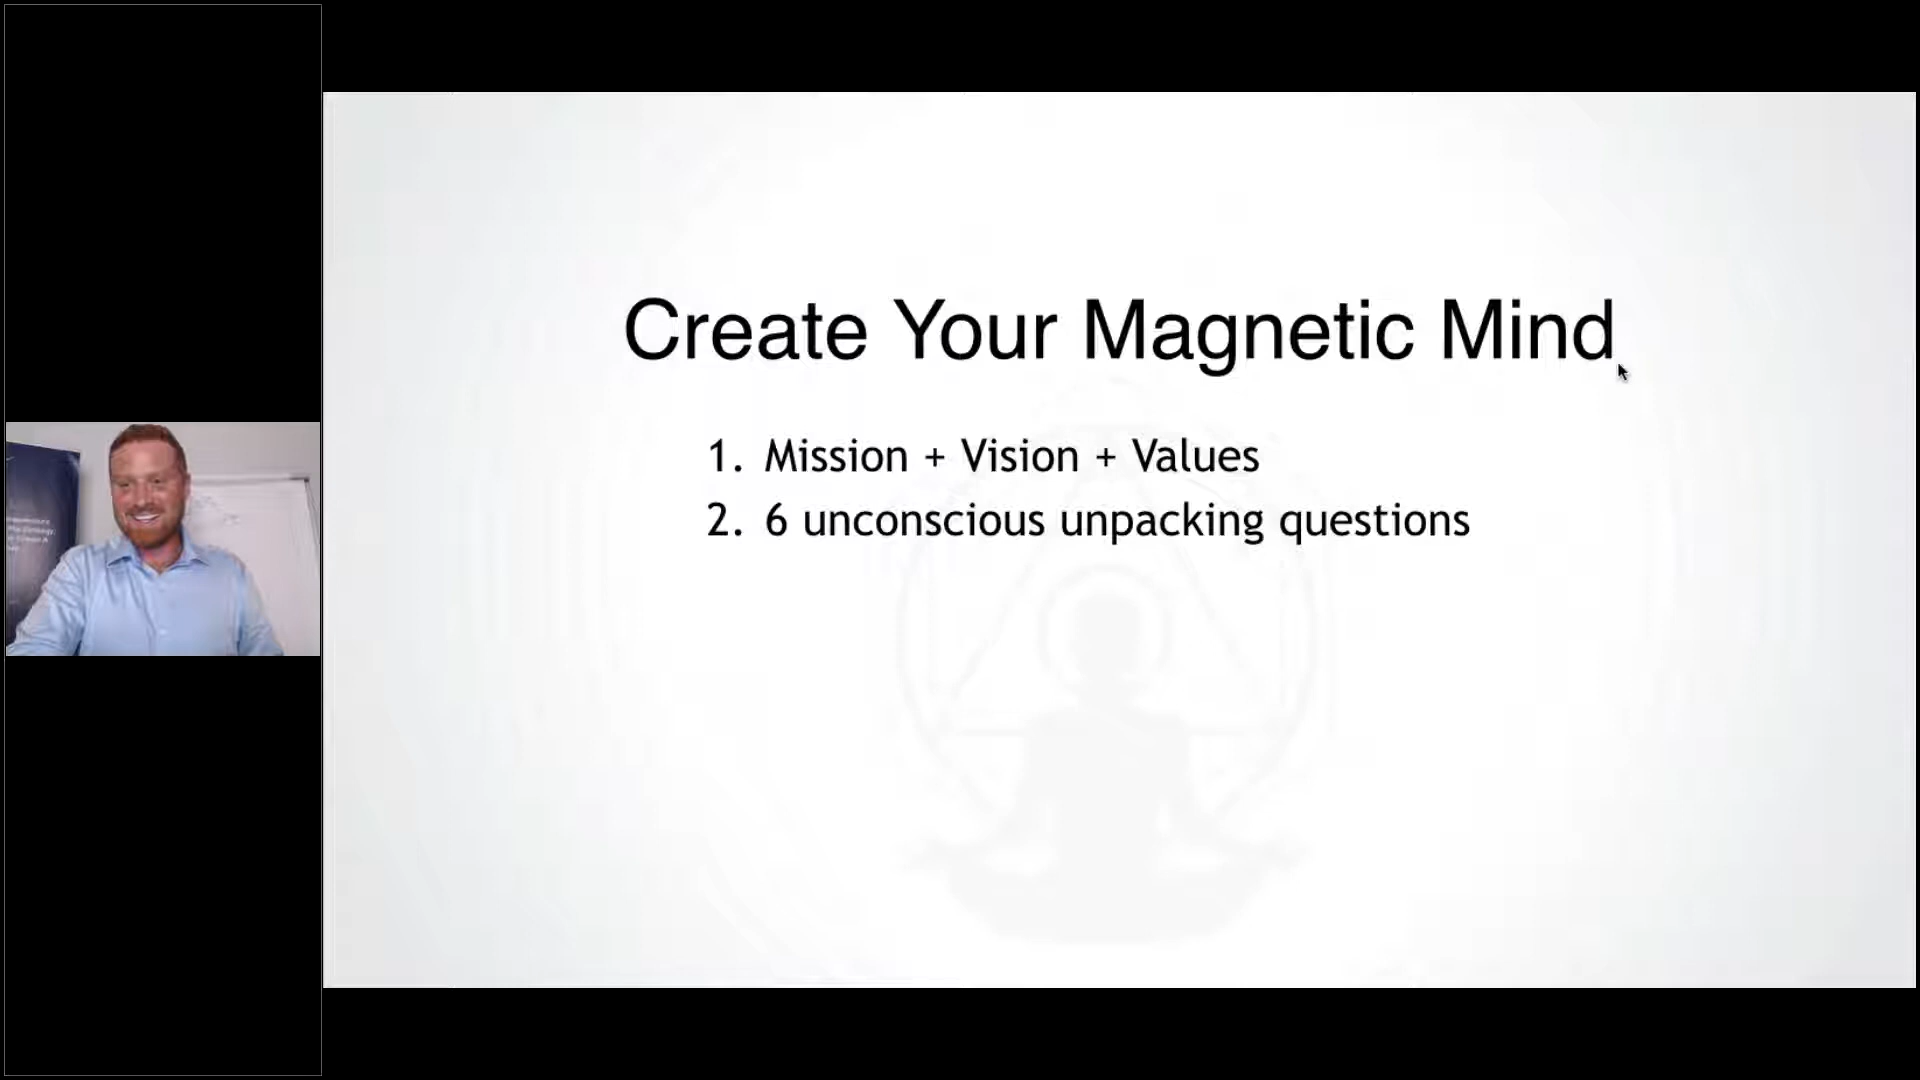 Create Your Magnetic Mind
1. Mission + Vision + Values
2. 6 unconscious unpacking questions